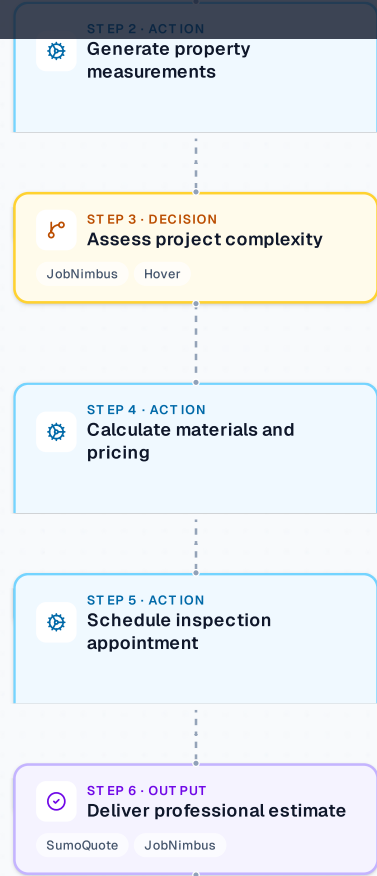 STEP 2 · ACTION
Generate property
measurements
STEP 3 · DECISION
Assess project complexity
JobNimbus
Hover
STEP 4 · ACTION
Calculate materials and
pricing
STEP 5 · ACTION
Schedule inspection
appointment
STEP 6 · OUTPUT
Deliver professional estimate
SumoQuote
JobNimbus